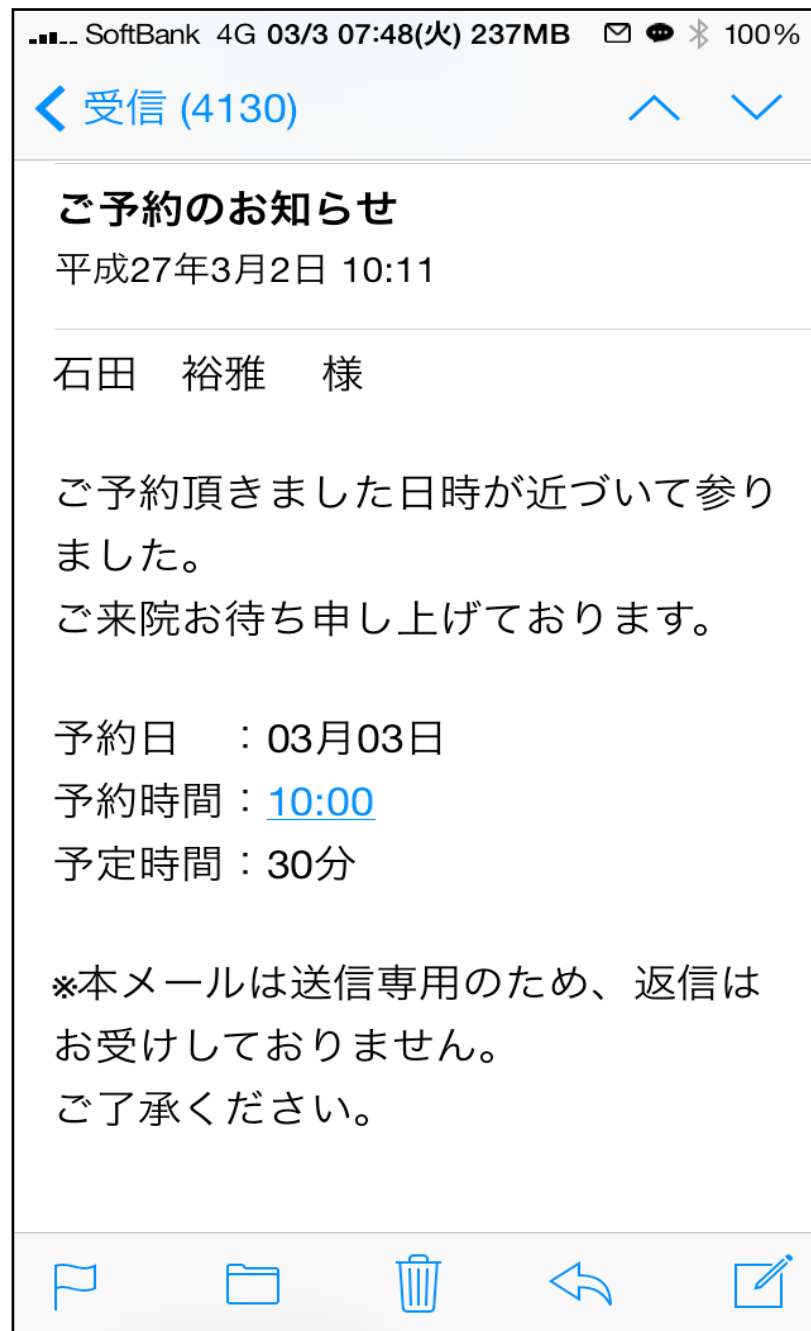 SoftBank 4G 03/3 07:48(火) 237MB 100%
受信 (4130)
ご予約のお知らせ
平成27年3月2日 10:11
石田　裕雅　様
ご予約頂きました日時が近づいて参り
ました。
ご来院お待ち申し上げております。
予約日　：03月03日
予約時間：10:00
予定時間：30分
※本メールは送信専用のため、返信は
お受けしておりません。
ご了承ください。